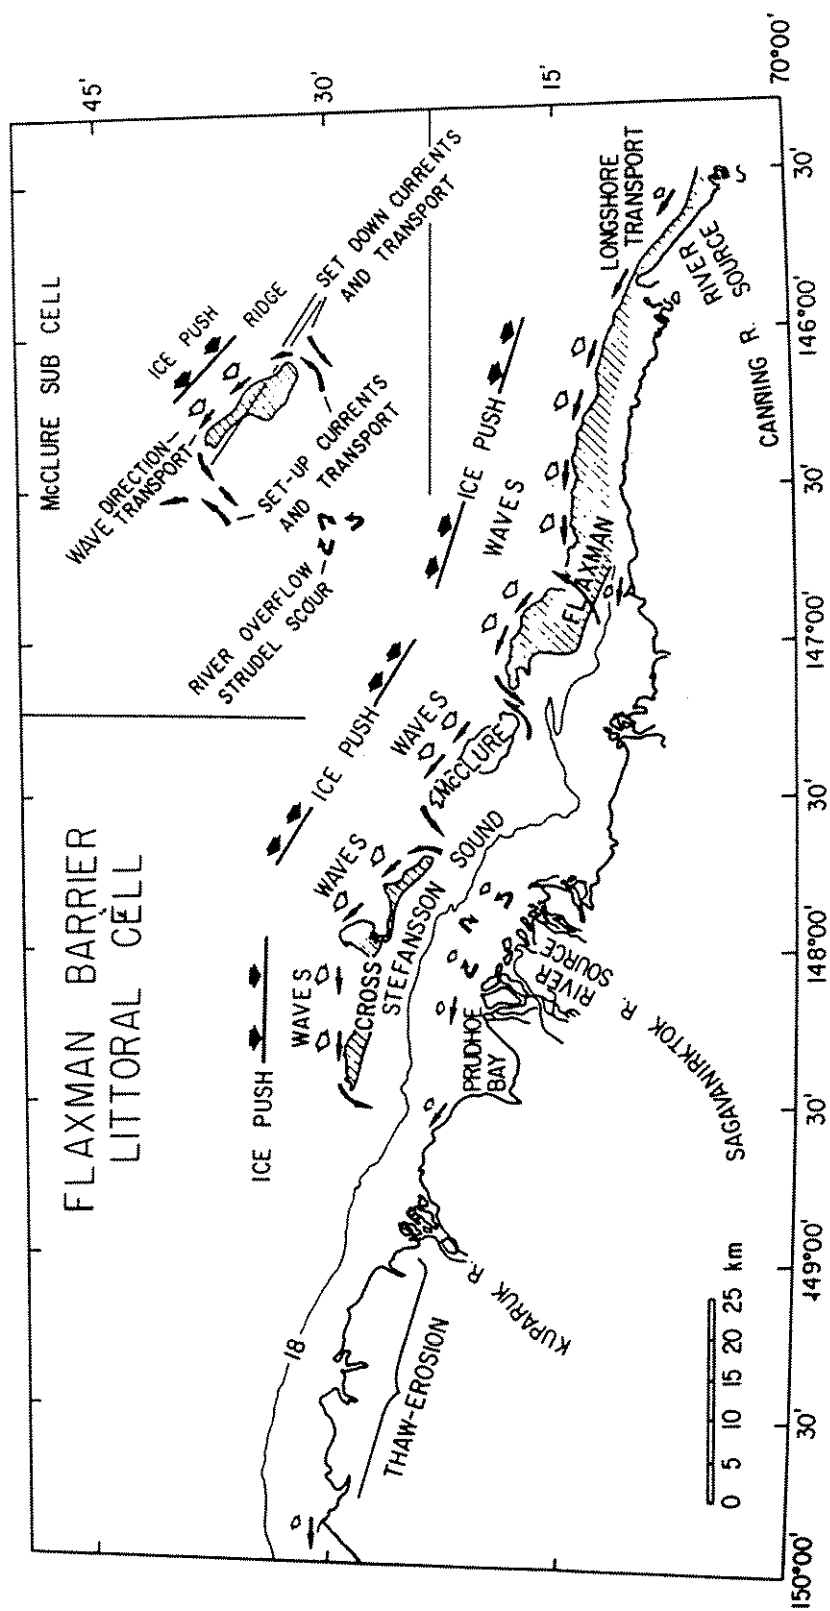 FLAXMAN BARRIER
LITTORAL CELL
McCLURE SUB CELL
ICE PUSH
RIDGE
DIRECTION
WAVE TRANSPORT
SET DOWN CURRENTS
AND TRANSPORT
SET-UP CURRENTS
AND TRANSPORT
RIVER OVERFLOW
STRUDEL SCOUR
ICE PUSH
ICE PUSH
ICE PUSH
WAVES
WAVES
WAVES
WAVES
LONGSHORE
TRANSPORT
CROSS
STEFANSSON SOUND
McCLURE
FLAXMAN
18
THAW-EROSION
KUPARUK R.
PRUDHOE
BAY
RIVER
SOURCE
SAGAVANIRKTOK R.
RIVER
SOURCE
CANNING R.
0 5 10 15 20 25 km
45'
30'
15'
70°00'
150°00'
30'
149°00'
30'
148°00'
30'
147°00'
30'
146°00'
30'